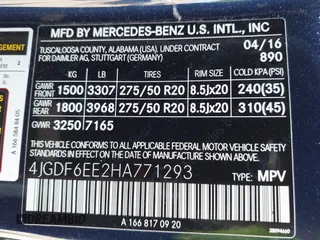 MFD BY MERCEDES-BENZ U.S. INTL., INC
TUSCALOOSA COUNTY, ALABAMA (USA) UNDER CONTRACT
FOR DAIMLER AG, STUTTGART (GERMANY)
04/16
890
KG LB TIRES RIM SIZE COLD KPA(PSI)
GAWR FRONT 1500 3307 275/50 R20 8.5Jx20 240(35)
GAWR REAR 1800 3968 275/50 R20 8.5Jx20 310(45)
GVWR 3250 7165
THIS VEHICLE CONFORMS TO ALL APPLICABLE
FEDERAL MOTOR VEHICLE SAFETY STANDARDS
IN EFFECT ON THE DATE OF MANUFACTURE SHOWN ABOVE
4JGDF6EE2HA771293
TYPE: MPV
A 166 817 09 20
A 166 584 84 05